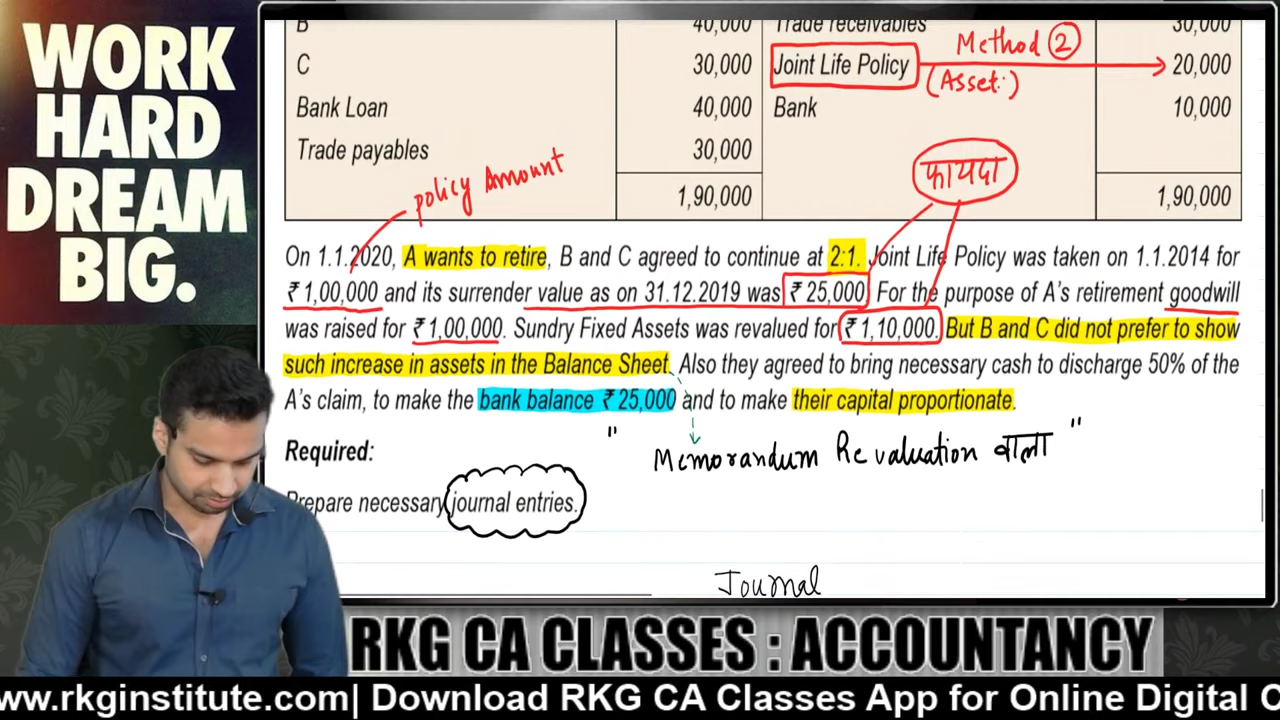 WORK
HARD
DREAM
BIG.
B 40,000 Trade receivables 30,000
C 30,000 Joint Life Policy 20,000
Method ②
(Asset)
Bank Loan 40,000 Bank 10,000
Trade payables 30,000
फायदा
policy Amount
1,90,000 1,90,000
On 1.1.2020, A wants to retire, B and C agreed to continue at 2:1. Joint Life Policy was taken on 1.1.2014 for
₹ 1,00,000 and its surrender value as on 31.12.2019 was ₹ 25,000 For the purpose of A's retirement goodwill
was raised for ₹ 1,00,000. Sundry Fixed Assets was revalued for ₹ 1,10,000. But B and C did not prefer to show
such increase in assets in the Balance Sheet. Also they agreed to bring necessary cash to discharge 50% of the
A's claim, to make the bank balance ₹ 25,000 and to make their capital proportionate.
Required:
" Memorandum Revaluation वाला "
Prepare necessary journal entries.
Journal
RKG CA CLASSES : ACCOUNTANCY
www.rkginstitute.com| Download RKG CA Classes App for Online Digital C